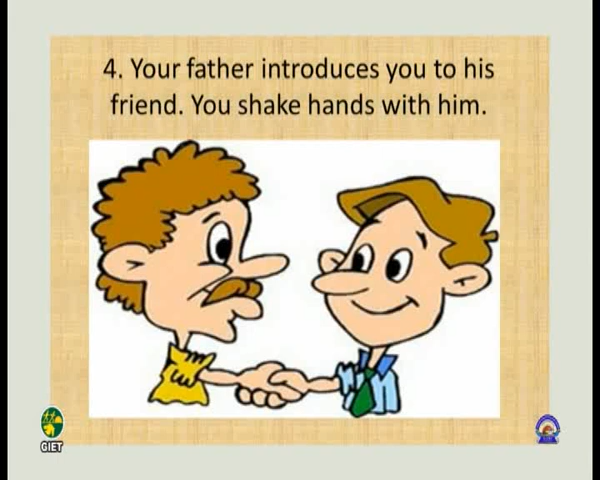 4. Your father introduces you to his
friend. You shake hands with him.
GIET